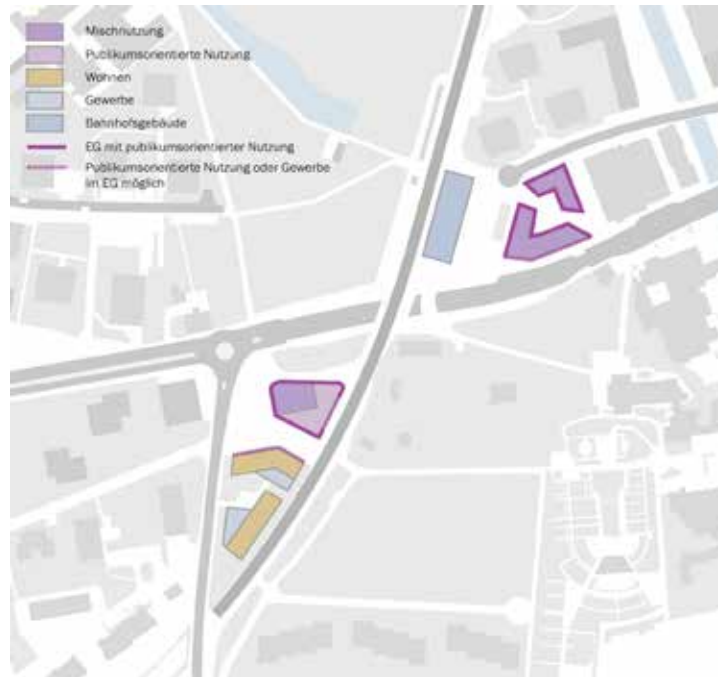 Mischnutzung
Publikumsorientierte Nutzung
Wohnen
Gewerbe
Bahnhofsgebäude
EG mit publikumsorientierter Nutzung
Publikumsorientierte Nutzung oder Gewerbe
im EG möglich